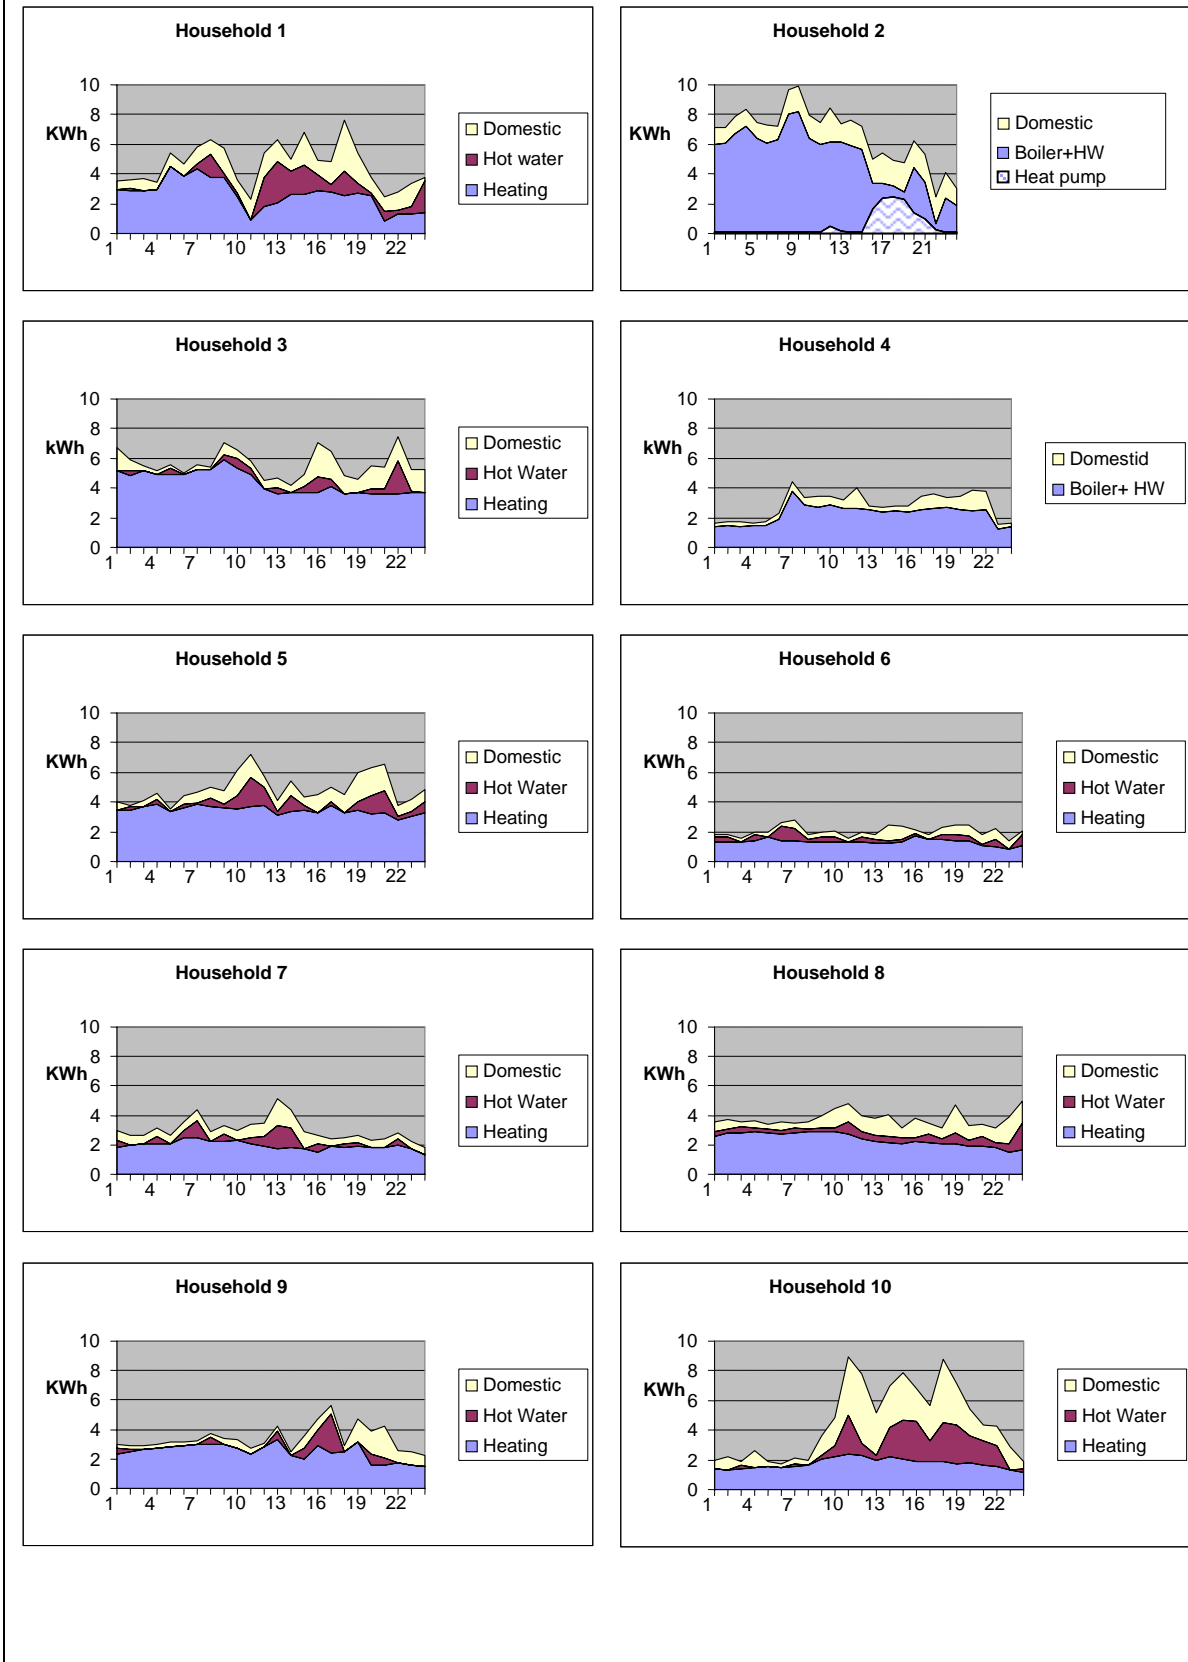 Household 1
10
8
KWh
6
4
2
0
1 4 7 10 13 16 19 22
Domestic
Hot water
Heating
Household 2
10
8
KWh
6
4
2
0
1 5 9 13 17 21
Domestic
Boiler+HW
Heat pump
Household 3
10
8
kWh
6
4
2
0
1 4 7 10 13 16 19 22
Domestic
Hot Water
Heating
Household 4
10
8
kWh
6
4
2
0
1 4 7 10 13 16 19 22
Domestid
Boiler+ HW
Household 5
10
8
KWh
6
4
2
0
1 4 7 10 13 16 19 22
Domestic
Hot Water
Heating
Household 6
10
8
KWh
6
4
2
0
1 4 7 10 13 16 19 22
Domestic
Hot Water
Heating
Household 7
10
8
KWh
6
4
2
0
1 4 7 10 13 16 19 22
Domestic
Hot Water
Heating
Household 8
10
8
KWh
6
4
2
0
1 4 7 10 13 16 19 22
Domestic
Hot Water
Heating
Household 9
10
8
KWh
6
4
2
0
1 4 7 10 13 16 19 22
Domestic
Hot Water
Heating
Household 10
10
8
KWh
6
4
2
0
1 4 7 10 13 16 19 22
Domestic
Hot Water
Heating